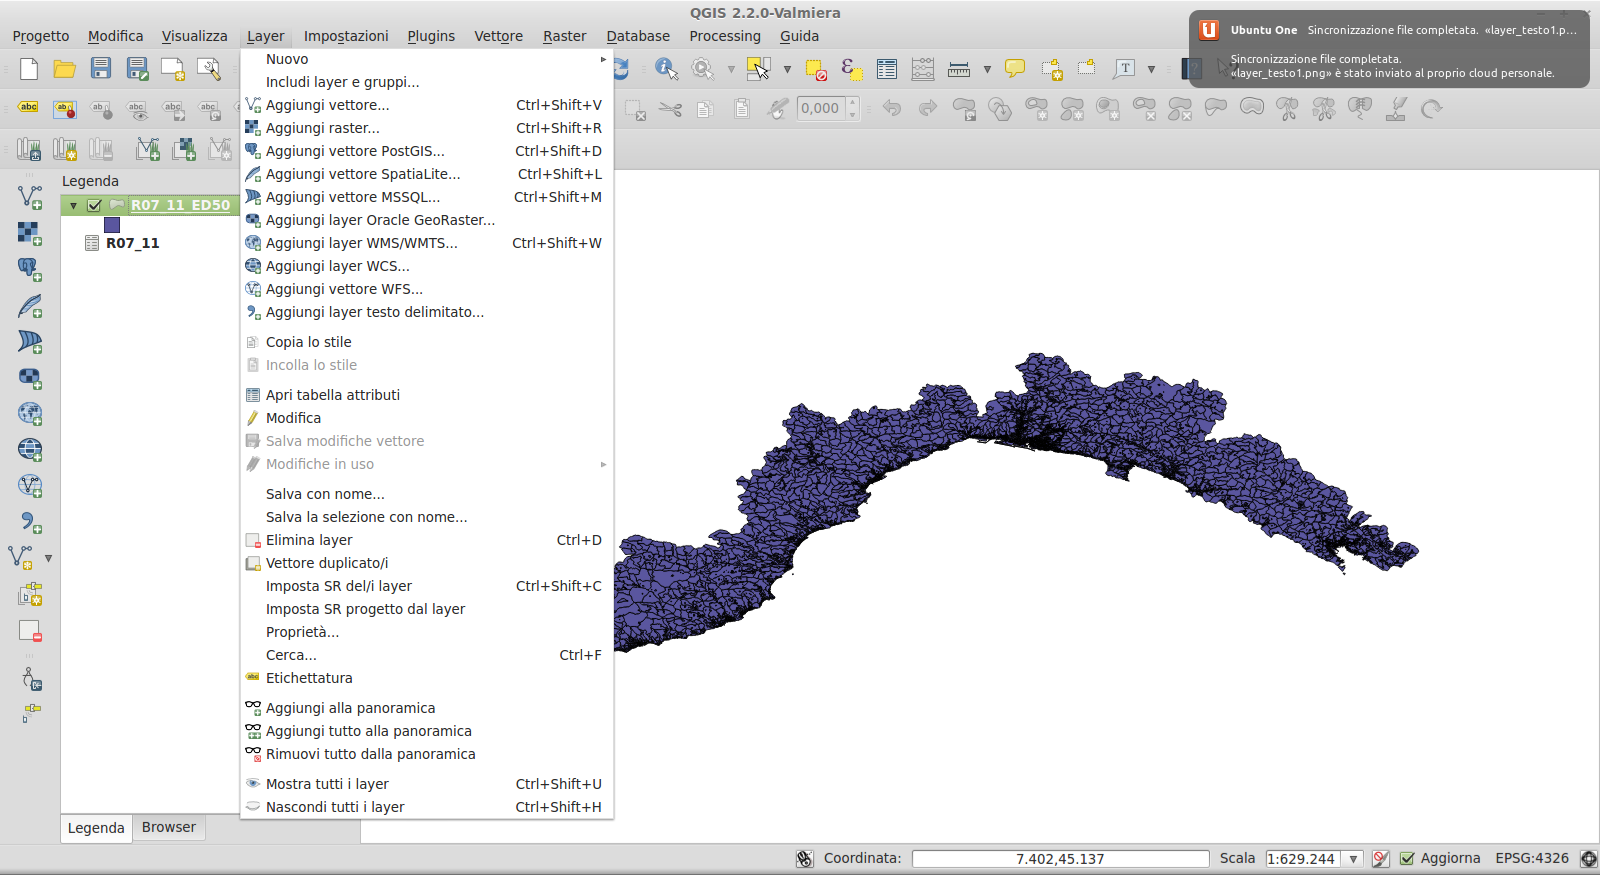 QGIS 2.2.0-Valmiera
Progetto Modifica Visualizza Layer Impostazioni Plugins Vettore Raster Database Processing Guida
Ubuntu One Sincronizzazione file completata. «layer_testo1.p...
Sincronizzazione file completata.
«layer_testo1.png» è stato inviato al proprio cloud personale.
Nuovo
Includi layer e gruppi...
Aggiungi vettore... Ctrl+Shift+V
Aggiungi raster... Ctrl+Shift+R
Aggiungi vettore PostGIS... Ctrl+Shift+D
Aggiungi vettore SpatiaLite... Ctrl+Shift+L
Aggiungi vettore MSSQL... Ctrl+Shift+M
Aggiungi layer Oracle GeoRaster...
Aggiungi layer WMS/WMTS... Ctrl+Shift+W
Aggiungi layer WCS...
Aggiungi vettore WFS...
Aggiungi layer testo delimitato...
Copia lo stile
Incolla lo stile
Apri tabella attributi
Modifica
Salva modifiche vettore
Modifiche in uso
Salva con nome...
Salva la selezione con nome...
Elimina layer Ctrl+D
Vettore duplicato/i
Imposta SR del/i layer Ctrl+Shift+C
Imposta SR progetto dal layer
Proprietà...
Cerca... Ctrl+F
abc Etichettatura
Aggiungi alla panoramica
Aggiungi tutto alla panoramica
Rimuovi tutto dalla panoramica
Mostra tutti i layer Ctrl+Shift+U
Nascondi tutti i layer Ctrl+Shift+H
abc abc abc abc abc abc
0,000
T
Legenda
R07_11_ED50
R07_11
Legenda Browser
Coordinata: 7.402,45.137 Scala 1:629.244 Aggiorna EPSG:4326